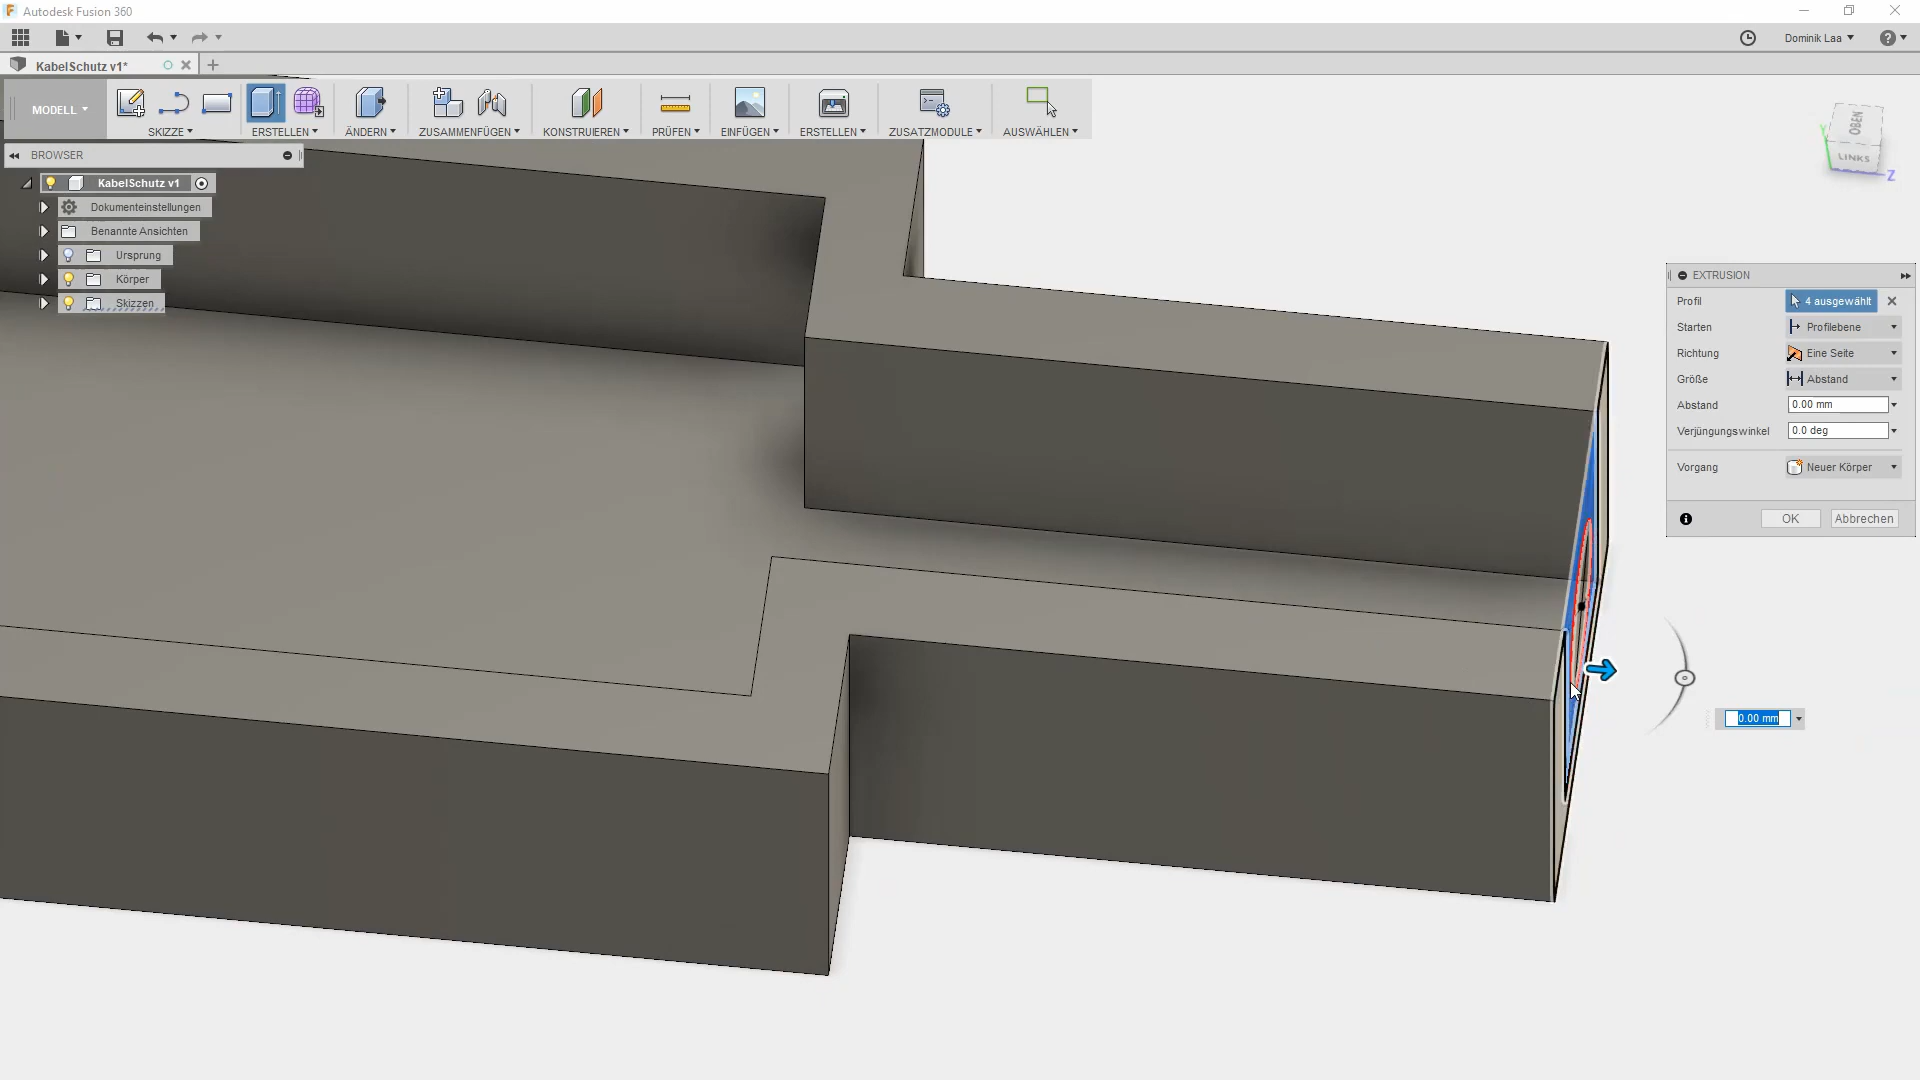 Autodesk Fusion 360
Dominik Laa
KabelSchutz v1*
MODELL
SKIZZE
ERSTELLEN
ÄNDERN
ZUSAMMENFÜGEN
KONSTRUIEREN
PRÜFEN
EINFÜGEN
ERSTELLEN
ZUSATZMODULE
AUSWÄHLEN
BROWSER
KabelSchutz v1
Dokumenteinstellungen
Benannte Ansichten
Ursprung
Körper
Skizzen
OBEN
LINKS
Y
Z
EXTRUSION
Profil 4 ausgewählt
Starten Profilebene
Richtung Eine Seite
Größe Abstand
Abstand 0.00 mm
Verjüngungswinkel 0.0 deg
Vorgang Neuer Körper
OK Abbrechen
0.00 mm